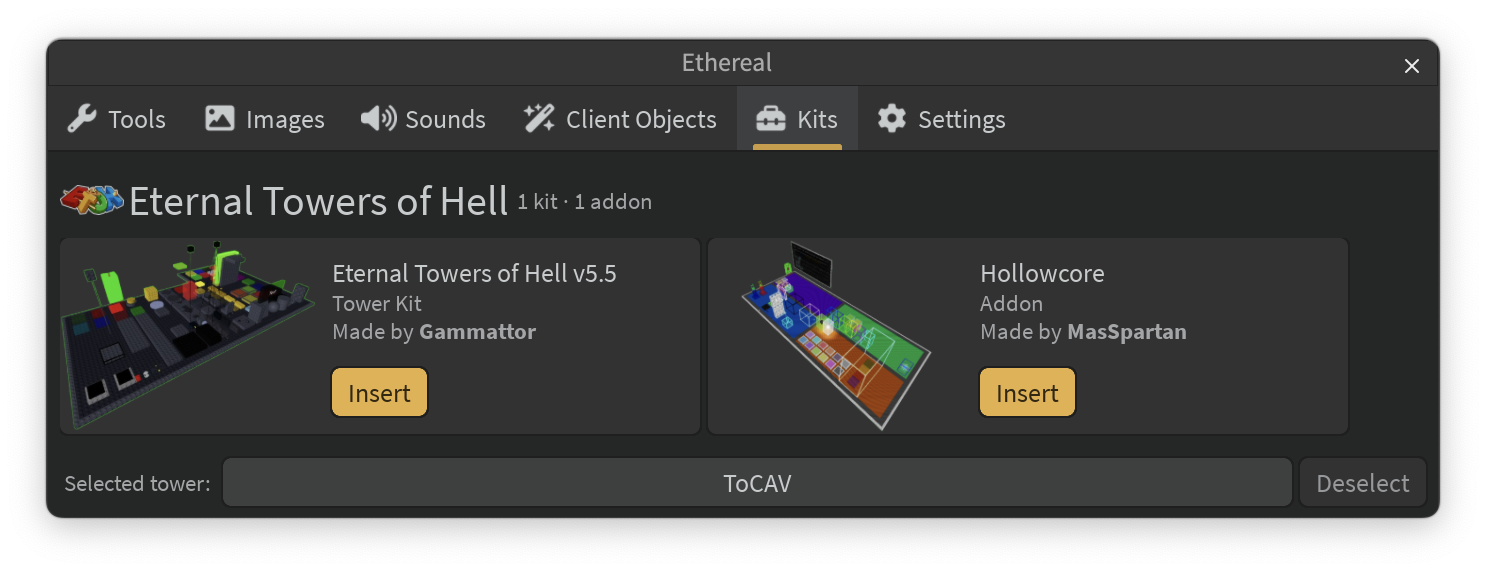 Ethereal
Tools Images Sounds Client Objects Kits Settings
Eternal Towers of Hell 1 kit · 1 addon
Eternal Towers of Hell v5.5
Tower Kit
Made by Gammattor
Insert
Hollowcore
Addon
Made by MasSpartan
Insert
Selected tower: ToCAV Deselect